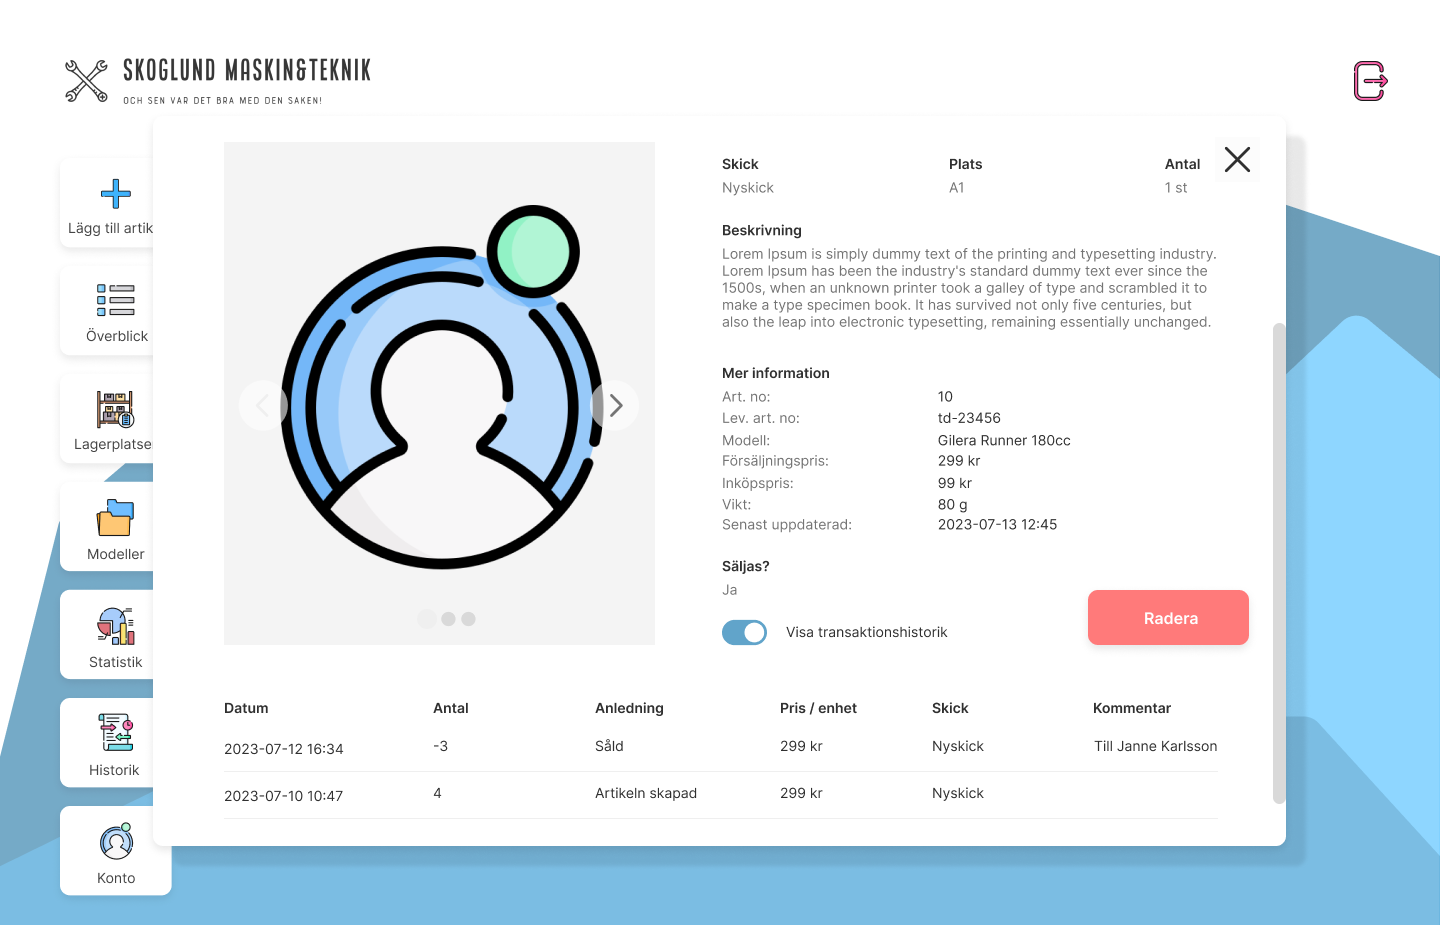 SKOGLUND MASKIN&TEKNIK
OCH SEN VAR DET BRA MED DEN SAKEN!
Lägg till artik
Överblick
Lagerplatse
Modeller
Statistik
Historik
Konto
Skick
Plats
Antal
Nyskick
A1
1 st
Beskrivning
Lorem Ipsum is simply dummy text of the printing and typesetting industry.
Lorem Ipsum has been the industry's standard dummy text ever since the
1500s, when an unknown printer took a galley of type and scrambled it to
make a type specimen book. It has survived not only five centuries, but
also the leap into electronic typesetting, remaining essentially unchanged.
Mer information
Art. no: 10
Lev. art. no: td-23456
Modell: Gilera Runner 180cc
Försäljningspris: 299 kr
Inköpspris: 99 kr
Vikt: 80 g
Senast uppdaterad: 2023-07-13 12:45
Säljas?
Ja
Visa transaktionshistorik
Radera
Datum Antal Anledning Pris / enhet Skick Kommentar
2023-07-12 16:34 -3 Såld 299 kr Nyskick Till Janne Karlsson
2023-07-10 10:47 4 Artikeln skapad 299 kr Nyskick